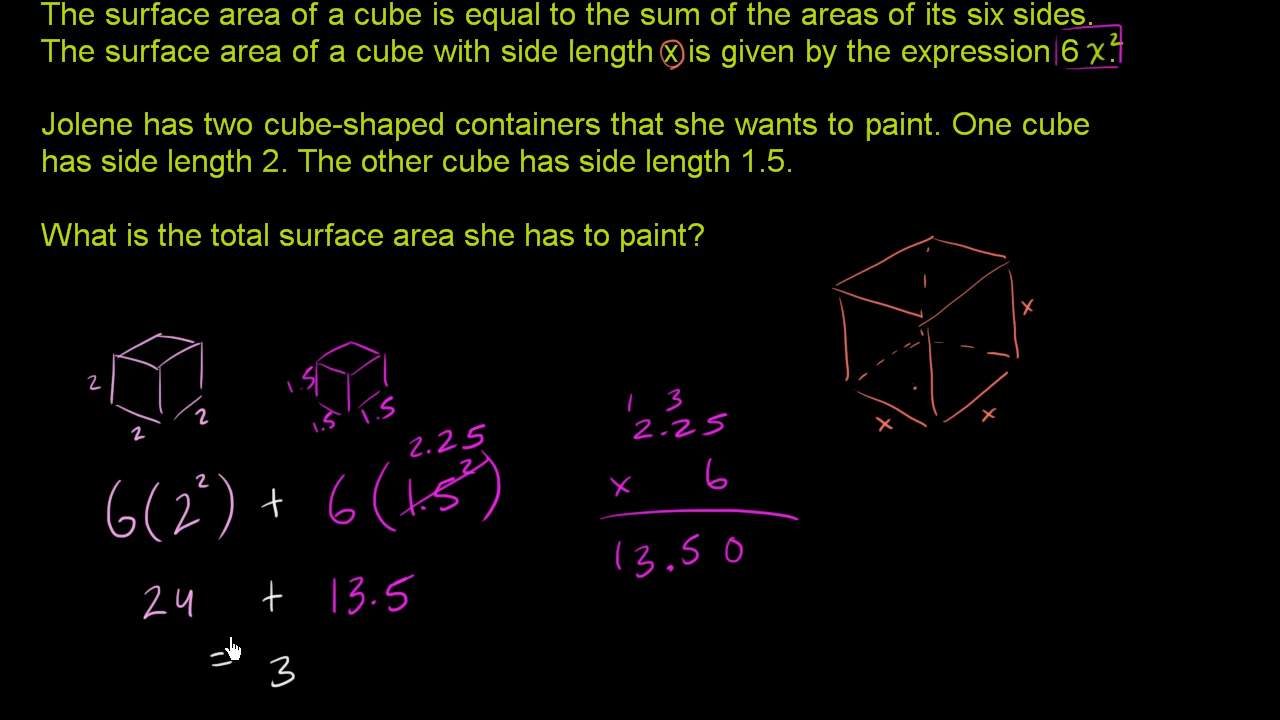 The surface area of a cube is equal to the sum of the areas of its six sides.
The surface area of a cube with side length x is given by the expression 6x².
Jolene has two cube-shaped containers that she wants to paint. One cube
has side length 2. The other cube has side length 1.5.
What is the total surface area she has to paint?
x
x
x
2
2
2
1.5
1.5
1.5
2.25
6(2²) + 6(1.5²)
24 + 13.5
= 3
1 3
2.25
x 6
13.50